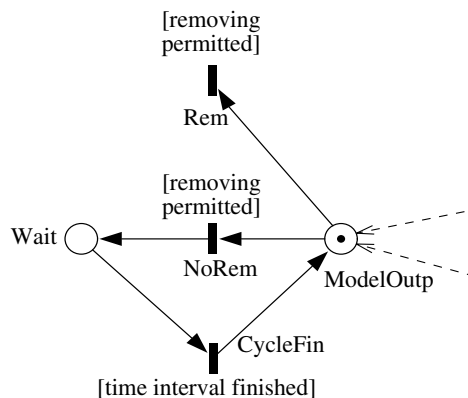 [removing
permitted]
Rem
[removing
permitted]
Wait
NoRem
ModelOutp
CycleFin
[time interval finished]